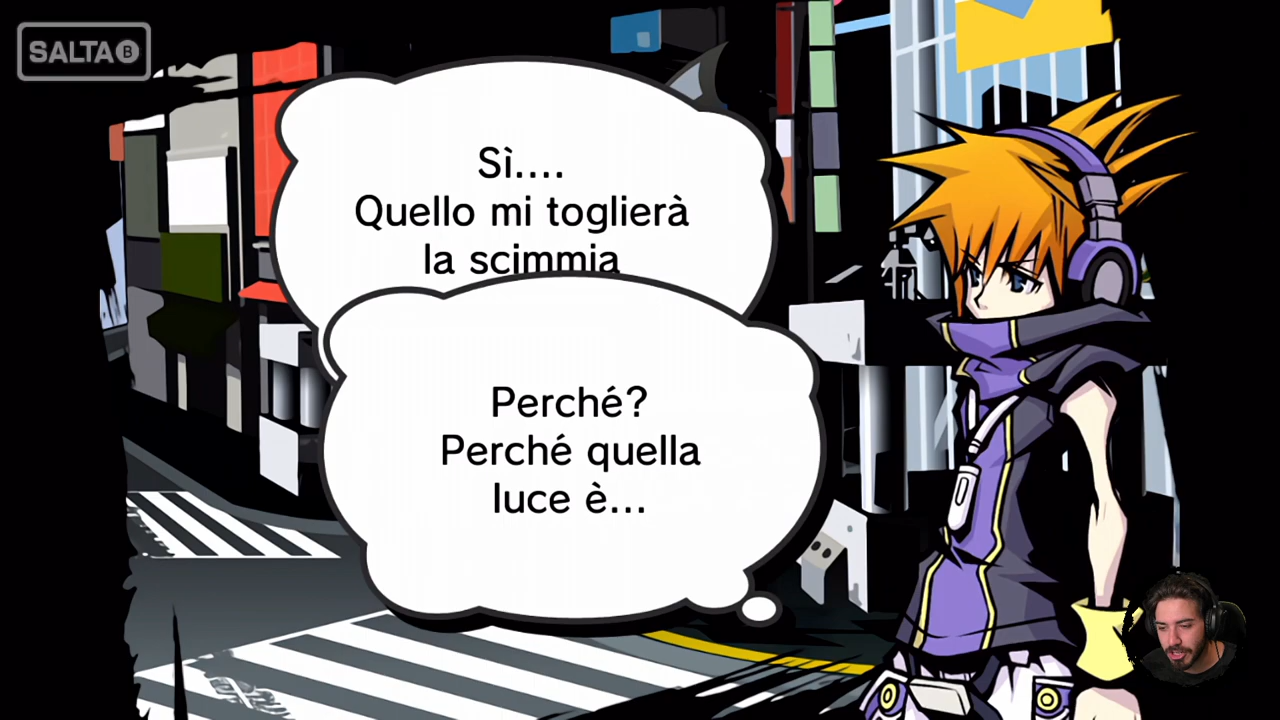 SALTA B
Sì....
Quello mi toglierà
la scimmia
Perché?
Perché quella
luce è...